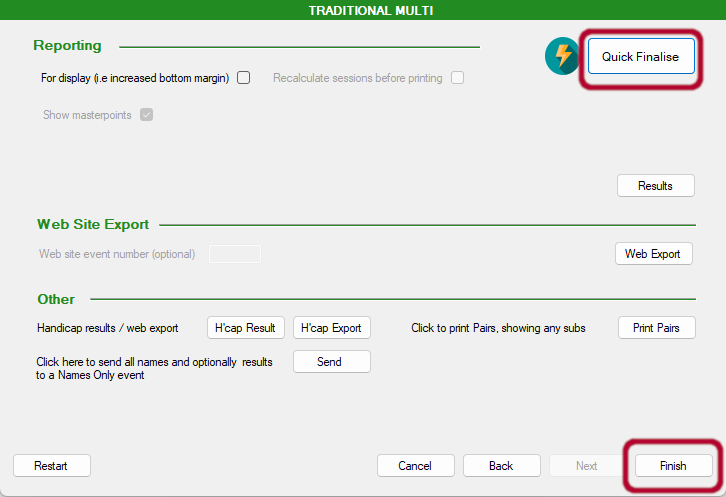 TRADITIONAL MULTI
Reporting
Quick Finalise
For display (i.e increased bottom margin)
Recalculate sessions before printing
Show masterpoints
Results
Web Site Export
Web site event number (optional)
Web Export
Other
Handicap results / web export
H'cap Result
H'cap Export
Click to print Pairs, showing any subs
Print Pairs
Click here to send all names and optionally results
to a Names Only event
Send
Restart
Cancel
Back
Next
Finish